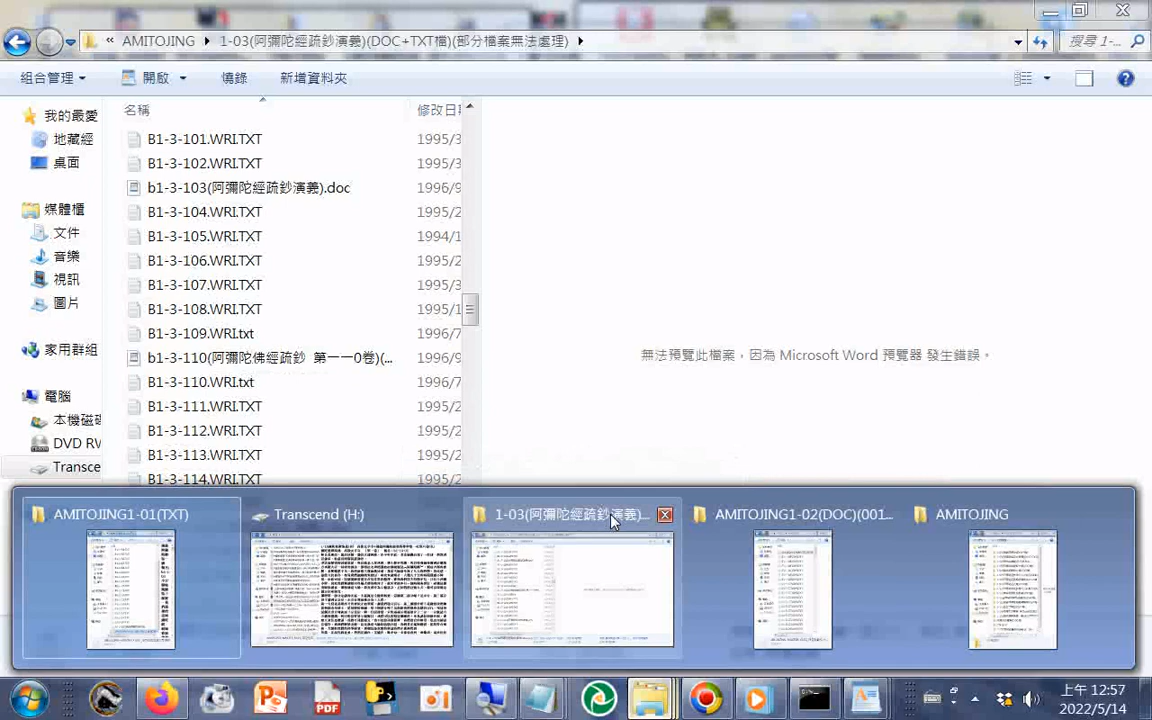 « AMITOJING ▸ 1-03(阿彌陀經疏鈔演義)(DOC+TXT檔)(部分檔案無法處理) ▸
搜尋 1-...
組合管理 開啟 燒錄 新增資料夾
名稱 修改日期
我的最愛
地藏經
桌面
媒體櫃
文件
音樂
視訊
圖片
家用群組
電腦
本機磁碟
DVD RW
Transce
B1-3-101.WRI.TXT 1995/3
B1-3-102.WRI.TXT 1995/3
b1-3-103(阿彌陀經疏鈔演義).doc 1996/9
B1-3-104.WRI.TXT 1995/2
B1-3-105.WRI.TXT 1994/1
B1-3-106.WRI.TXT 1995/2
B1-3-107.WRI.TXT 1995/2
B1-3-108.WRI.TXT 1995/1
B1-3-109.WRI.txt 1996/7
b1-3-110(阿彌陀佛經疏鈔 第一一0卷)(... 1996/9
B1-3-110.WRI.txt 1996/7
B1-3-111.WRI.TXT 1995/2
B1-3-112.WRI.TXT 1995/2
B1-3-113.WRI.TXT 1995/2
B1-3-114.WRI.TXT 1995/2
無法預覽此檔案，因為 Microsoft Word 預覽器 發生錯誤。
AMITOJING1-01(TXT)
Transcend (H:)
1-03(阿彌陀經疏鈔演義)...
AMITOJING1-02(DOC)(001...
AMITOJING
PDF
上午 12:57
2022/5/14